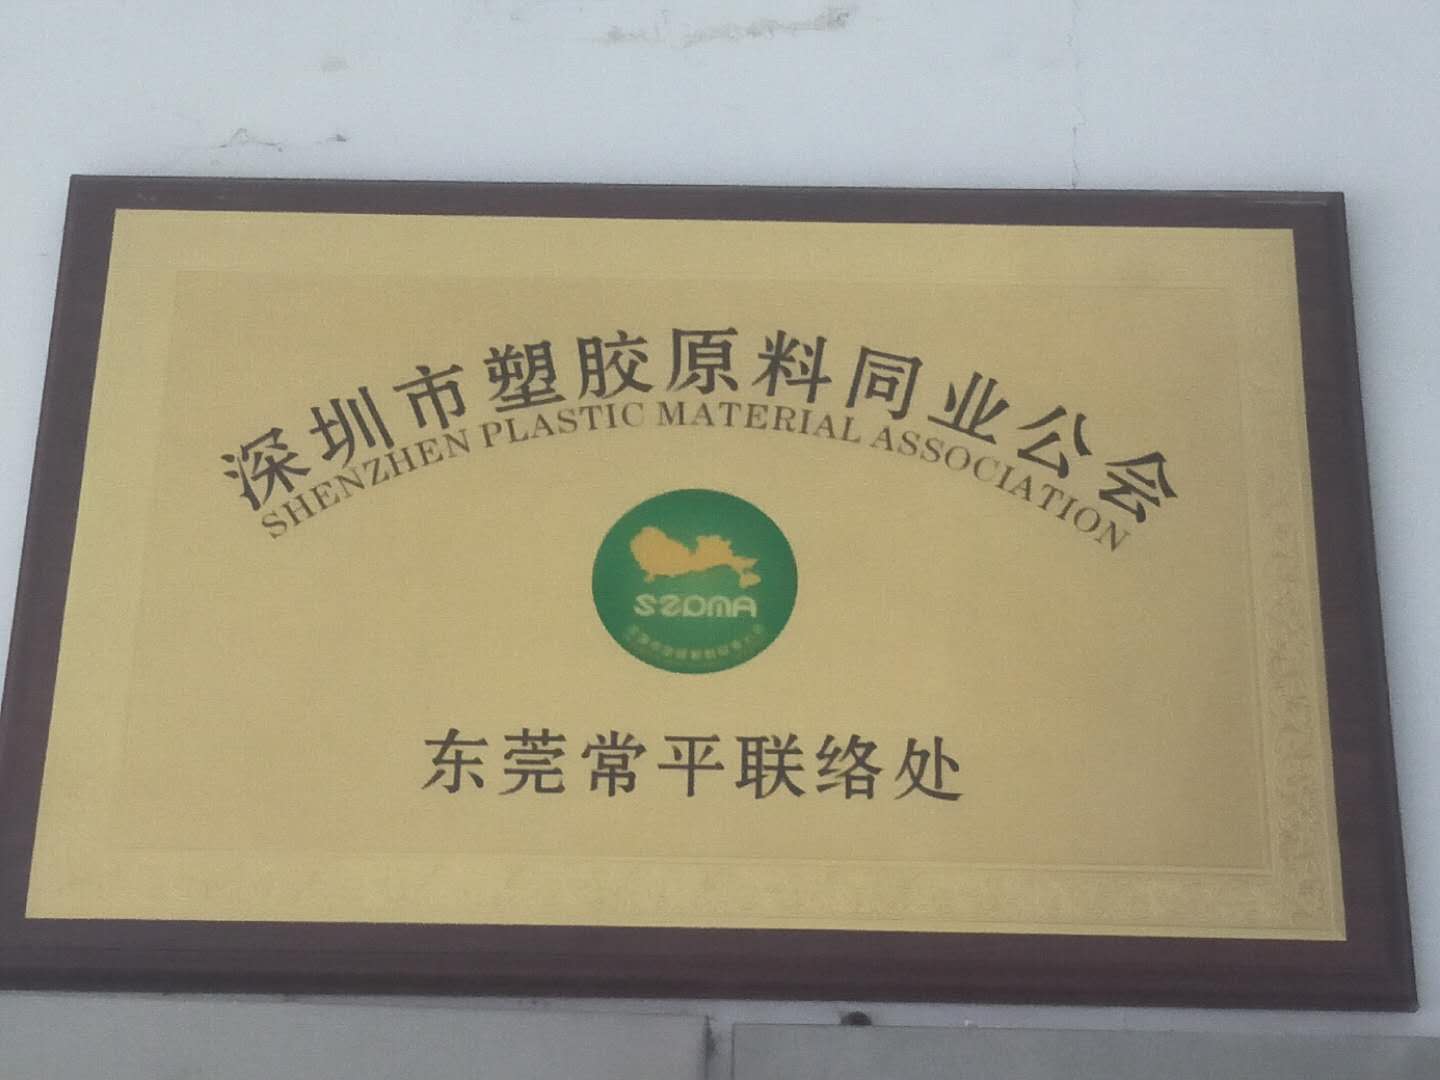 深圳市塑胶原料同业公会
SHENZHEN PLASTIC MATERIAL ASSOCIATION
SZPMA
东莞常平联络处